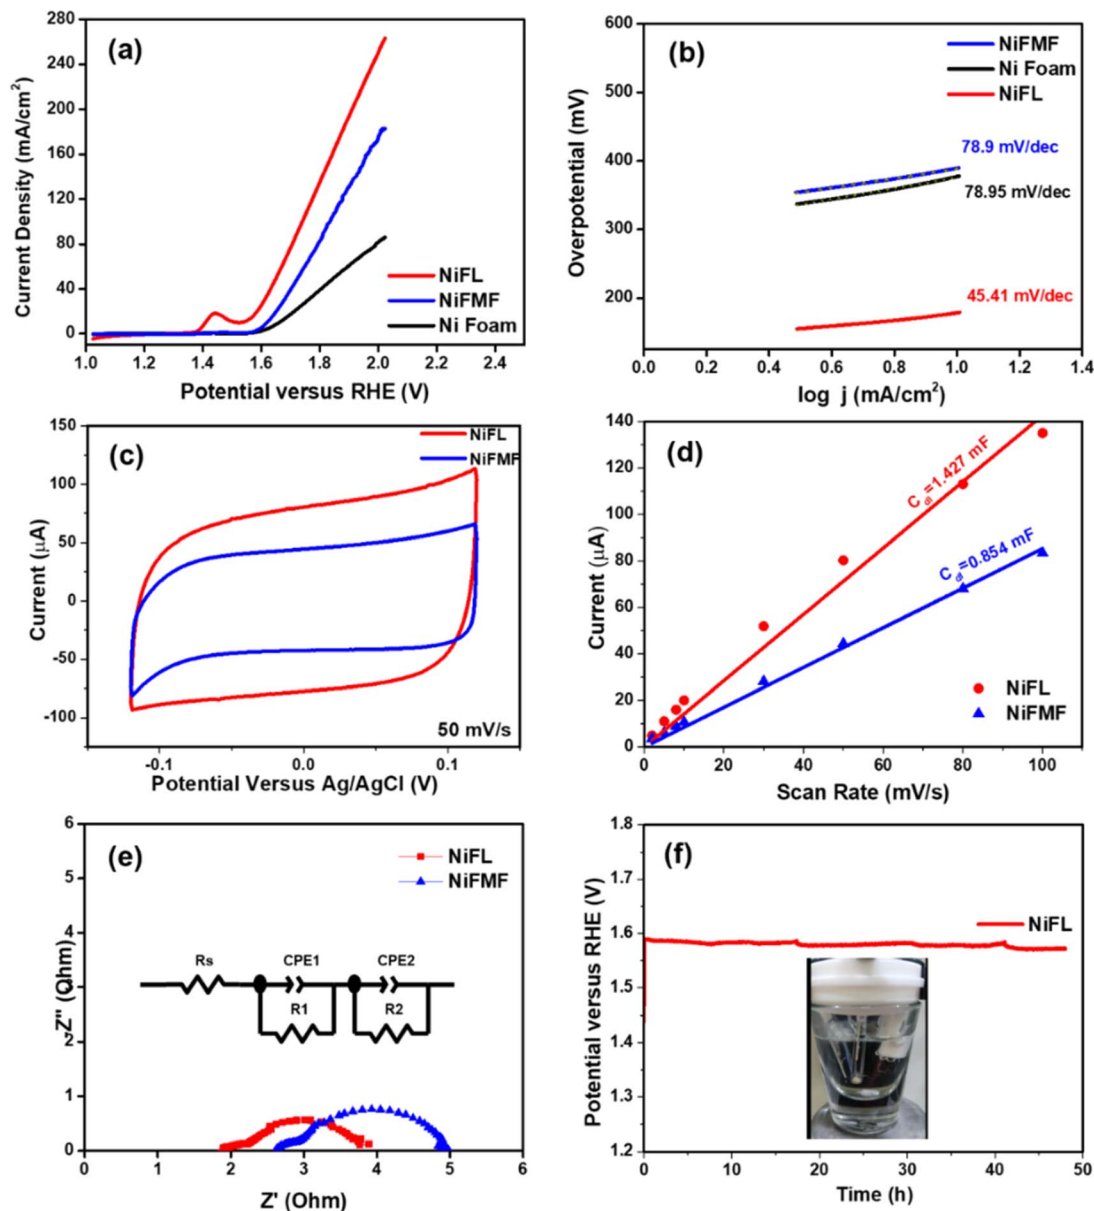 (a)
280
240
200
160
120
80
40
0
Current Density (mA/cm²)
NiFL
NiFMF
Ni Foam
1.0 1.2 1.4 1.6 1.8 2.0 2.2 2.4
Potential versus RHE (V)
(b)
600
500
400
300
200
Overpotential (mV)
NiFMF
Ni Foam
NiFL
78.9 mV/dec
78.95 mV/dec
45.41 mV/dec
0.0 0.2 0.4 0.6 0.8 1.0 1.2 1.4
log j (mA/cm²)
(c)
150
100
50
0
-50
-100
Current (μA)
NiFL
NiFMF
50 mV/s
-0.1 0.0 0.1
Potential Versus Ag/AgCl (V)
(d)
140
120
100
80
60
40
20
0
Current (μA)
Cdl=1.427 mF
Cdl=0.854 mF
NiFL
NiFMF
0 20 40 60 80 100
Scan Rate (mV/s)
(e)
6
5
4
3
2
1
0
-Z" (Ohm)
NiFL
NiFMF
Rs CPE1 CPE2
R1 R2
0 1 2 3 4 5 6
Z' (Ohm)
(f)
1.8
1.7
1.6
1.5
1.4
1.3
1.2
Potential versus RHE (V)
NiFL
0 10 20 30 40 50
Time (h)